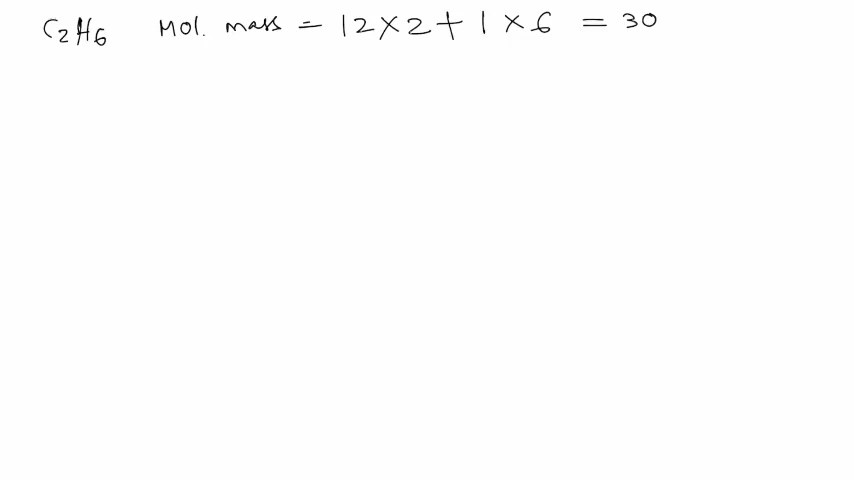 C₂H₆ Mol. mass = 12 × 2 + 1 × 6 = 30